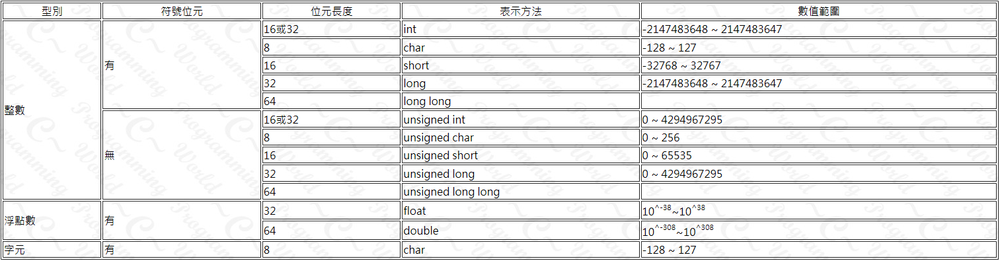 型別 符號位元 位元長度 表示方法 數值範圍
整數 有 16或32 int -2147483648 ~ 2147483647
8 char -128 ~ 127
16 short -32768 ~ 32767
32 long -2147483648 ~ 2147483647
64 long long
無 16或32 unsigned int 0 ~ 4294967295
8 unsigned char 0 ~ 256
16 unsigned short 0 ~ 65535
32 unsigned long 0 ~ 4294967295
64 unsigned long long
浮點數 有 32 float 10^-38~10^38
64 double 10^-308~10^308
字元 有 8 char -128 ~ 127
C~ Programming World